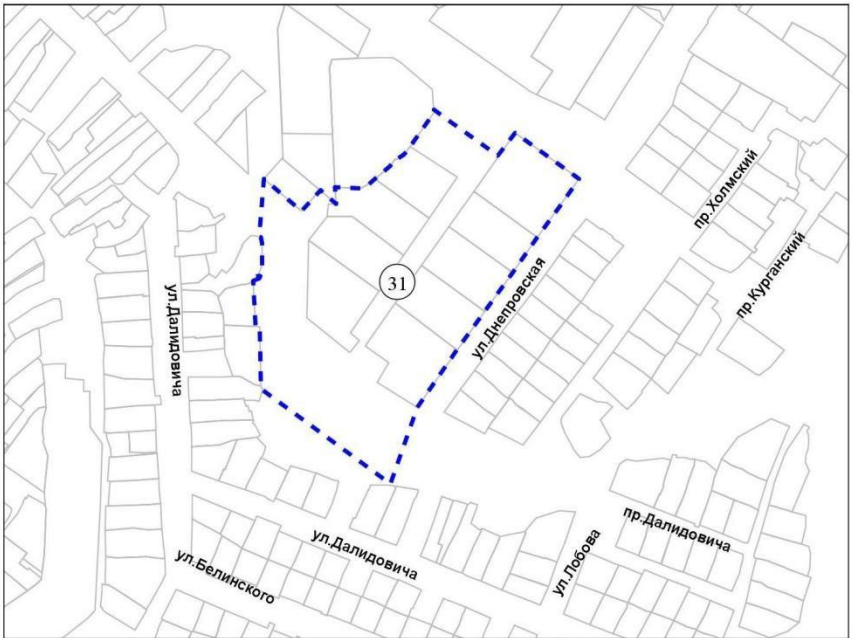 пр.Холмский
пр.Курганский
31
ул.Днепровская
ул.Далидовича
пр.Далидовича
ул.Далидовича
ул.Лобова
ул.Белинского